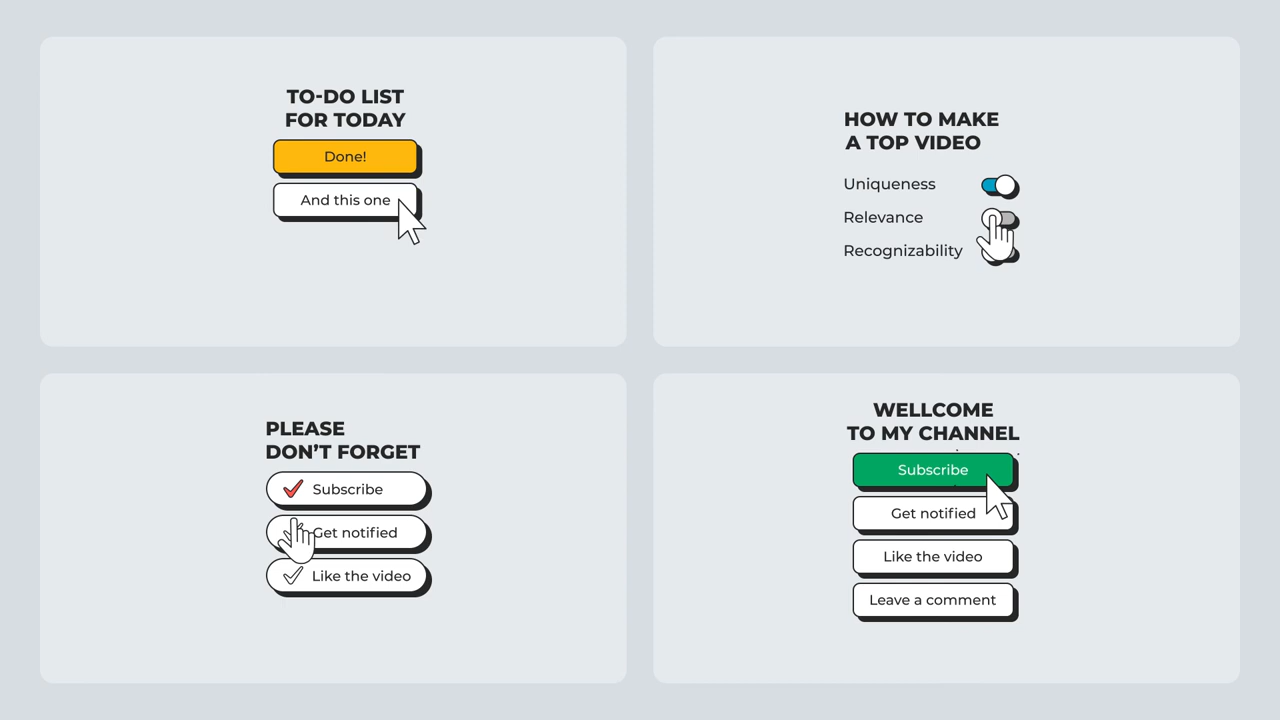 TO-DO LIST
FOR TODAY
Done!
And this one
HOW TO MAKE
A TOP VIDEO
Uniqueness
Relevance
Recognizability
PLEASE
DON'T FORGET
Subscribe
Get notified
Like the video
WELLCOME
TO MY CHANNEL
Subscribe
Get notified
Like the video
Leave a comment